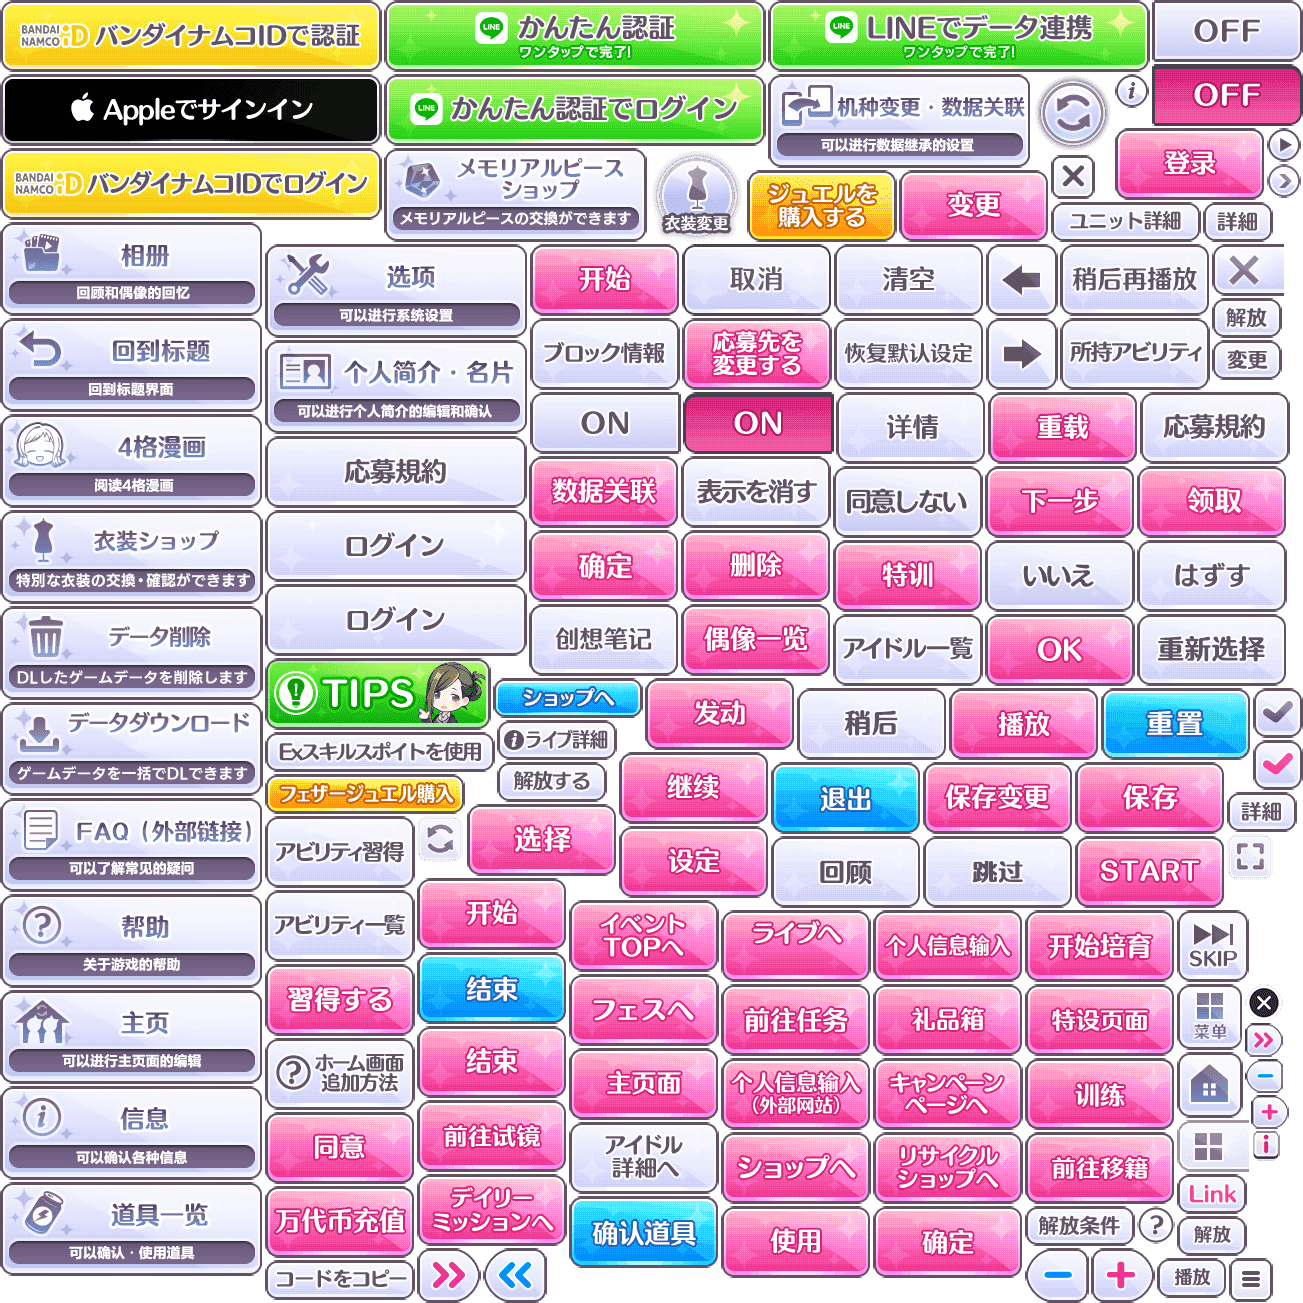 BANDAI NAMCO iD バンダイナムコIDで認証
LINE かんたん認証
ワンタップで完了!
LINE LINEでデータ連携
ワンタップで完了!
OFF
Appleでサインイン
LINE かんたん認証でログイン
机种变更・数据关联
可以进行数据继承的设置
i
OFF
BANDAI NAMCO iD バンダイナムコIDでログイン
メモリアルピース
ショップ
メモリアルピースの交換ができます
衣装変更
ジュエルを
購入する
変更
登录
ユニット詳細
詳細
相册
回顾和偶像的回忆
选项
可以进行系统设置
开始
取消
清空
稍后再播放
解放
回到标题
回到标题界面
个人简介・名片
可以进行个人简介的编辑和确认
ブロック情報
応募先を
変更する
恢复默认设定
所持アビリティ
変更
4格漫画
阅读4格漫画
応募規約
ON
ON
详情
重载
応募規約
数据关联
表示を消す
同意しない
下一步
领取
衣装ショップ
特別な衣装の交換・確認ができます
ログイン
确定
删除
特训
いいえ
はずす
データ削除
DLしたゲームデータを削除します
ログイン
创想笔记
偶像一览
アイドル一覧
OK
重新选择
データダウンロード
ゲームデータを一括でDLできます
TIPS
ショップへ
发动
稍后
播放
重置
Exスキルスポイトを使用
iライブ詳細
解放する
フェザージュエル購入
继续
退出
保存变更
保存
詳細
FAQ（外部链接）
可以了解常见的疑问
アビリティ習得
选择
设定
回顾
跳过
START
帮助
关于游戏的帮助
アビリティ一覧
开始
イベント
TOPへ
ライブへ
个人信息输入
开始培育
SKIP
主页
可以进行主页面的编辑
習得する
结束
フェスへ
前往任务
礼品箱
特设页面
菜单
?ホーム画面
追加方法
结束
主页面
个人信息输入
(外部网站)
キャンペーン
ページへ
训练
i
信息
可以确认各种信息
同意
前往试镜
アイドル
詳細へ
ショップへ
リサイクル
ショップへ
前往移籍
i
Link
道具一览
可以确认・使用道具
万代币充值
デイリー
ミッションへ
确认道具
使用
确定
解放条件
?
解放
コードをコピー
播放